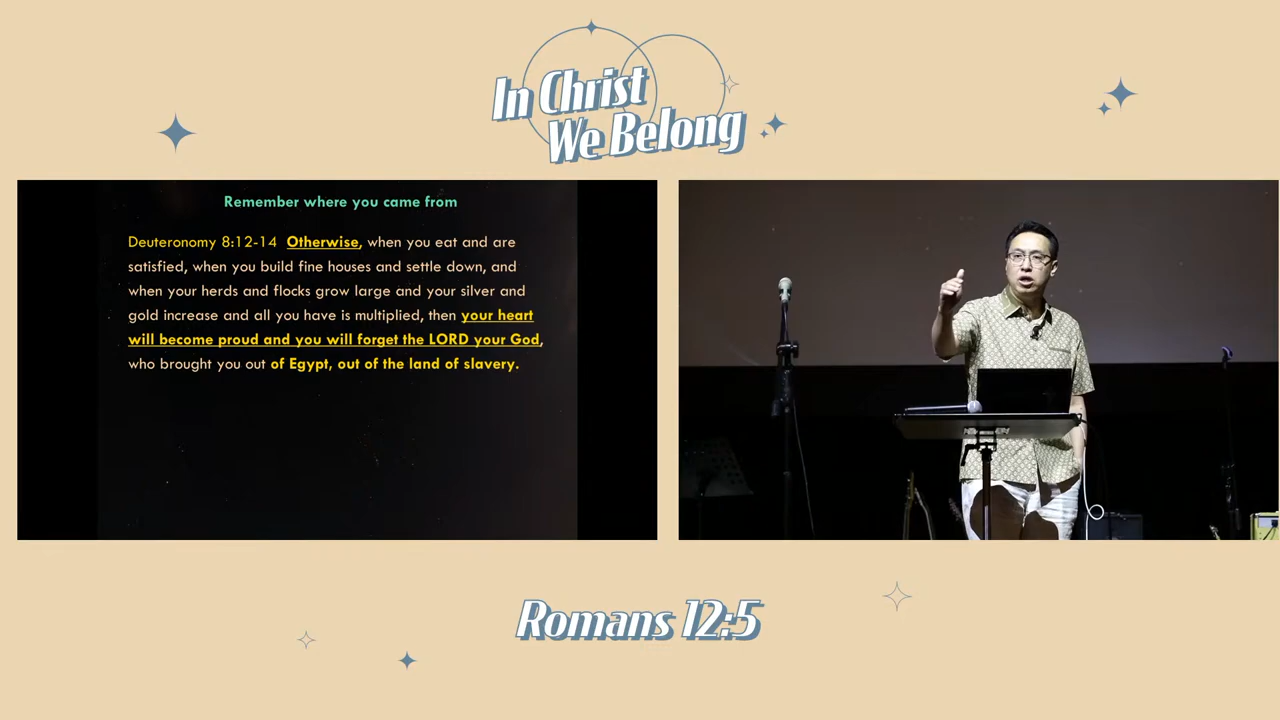 In Christ
We Belong
Remember where you came from
Deuteronomy 8:12-14 Otherwise, when you eat and are
satisfied, when you build fine houses and settle down, and
when your herds and flocks grow large and your silver and
gold increase and all you have is multiplied, then your heart
will become proud and you will forget the LORD your God,
who brought you out of Egypt, out of the land of slavery.
Romans 12:5